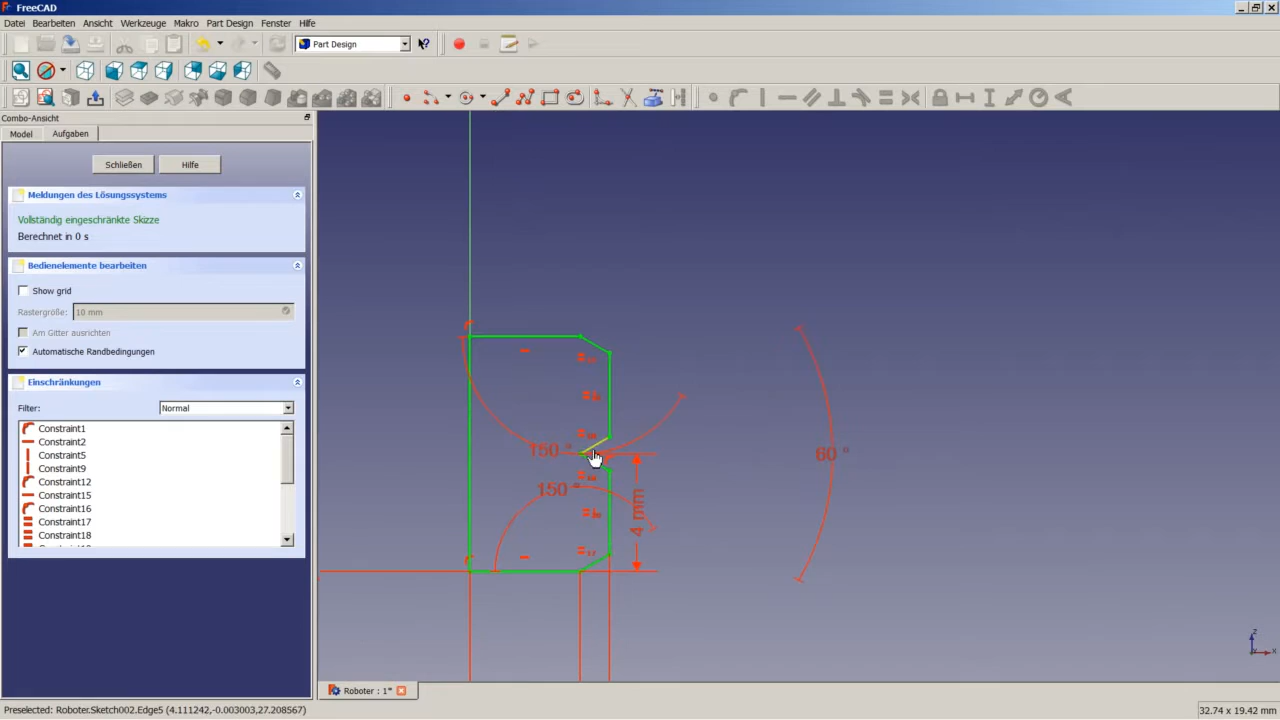 FreeCAD
Datei Bearbeiten Ansicht Werkzeuge Makro Part Design Fenster Hilfe
Part Design
Combo-Ansicht
Model Aufgaben
Schließen Hilfe
Meldungen des Lösungssystems
Vollständig eingeschränkte Skizze
Berechnet in 0 s
Bedienelemente bearbeiten
Show grid
Rastergröße: 10 mm
Am Gitter ausrichten
Automatische Randbedingungen
Einschränkungen
Filter: Normal
Constraint1
Constraint2
Constraint5
Constraint9
Constraint12
Constraint15
Constraint16
Constraint17
Constraint18
150 °
60 °
150 °
4 mm
z
x
Roboter : 1*
Preselected: Roboter.Sketch002.Edge5 (4.111242,-0.003003,27.208567)
32.74 x 19.42 mm